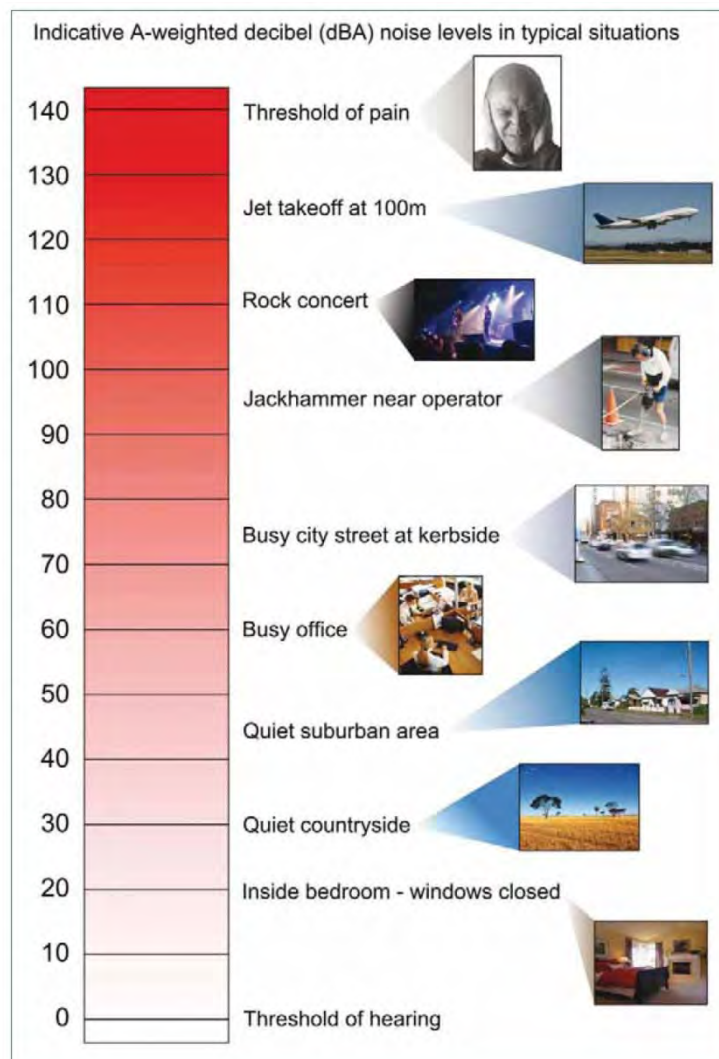 Indicative A-weighted decibel (dBA) noise levels in typical situations
140
Threshold of pain
130
Jet takeoff at 100m
120
110
Rock concert
100
Jackhammer near operator
90
80
Busy city street at kerbside
70
60
Busy office
50
Quiet suburban area
40
30
Quiet countryside
20
Inside bedroom - windows closed
10
0
Threshold of hearing